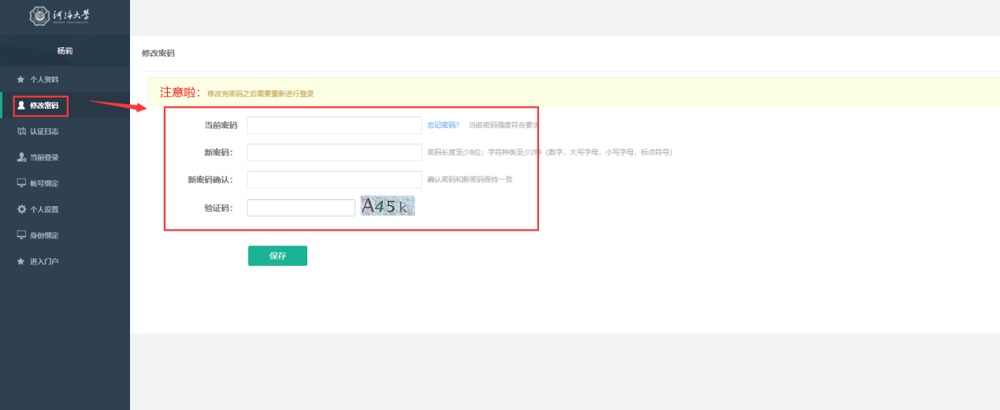 河海大学
HOHAI UNIVERSITY
杨莉
个人资料
修改密码
认证日志
当前登录
帐号绑定
个人设置
身份绑定
进入门户
修改密码
注意啦：修改完密码之后需要重新进行登录
当前密码 忘记密码？ 当前密码强度符合要求
新密码： 密码长度至少8位；字符种类至少2种（数字，大写字母，小写字母，标点符号）
新密码确认： 确认密码和新密码保持一致
验证码： A45k
保存